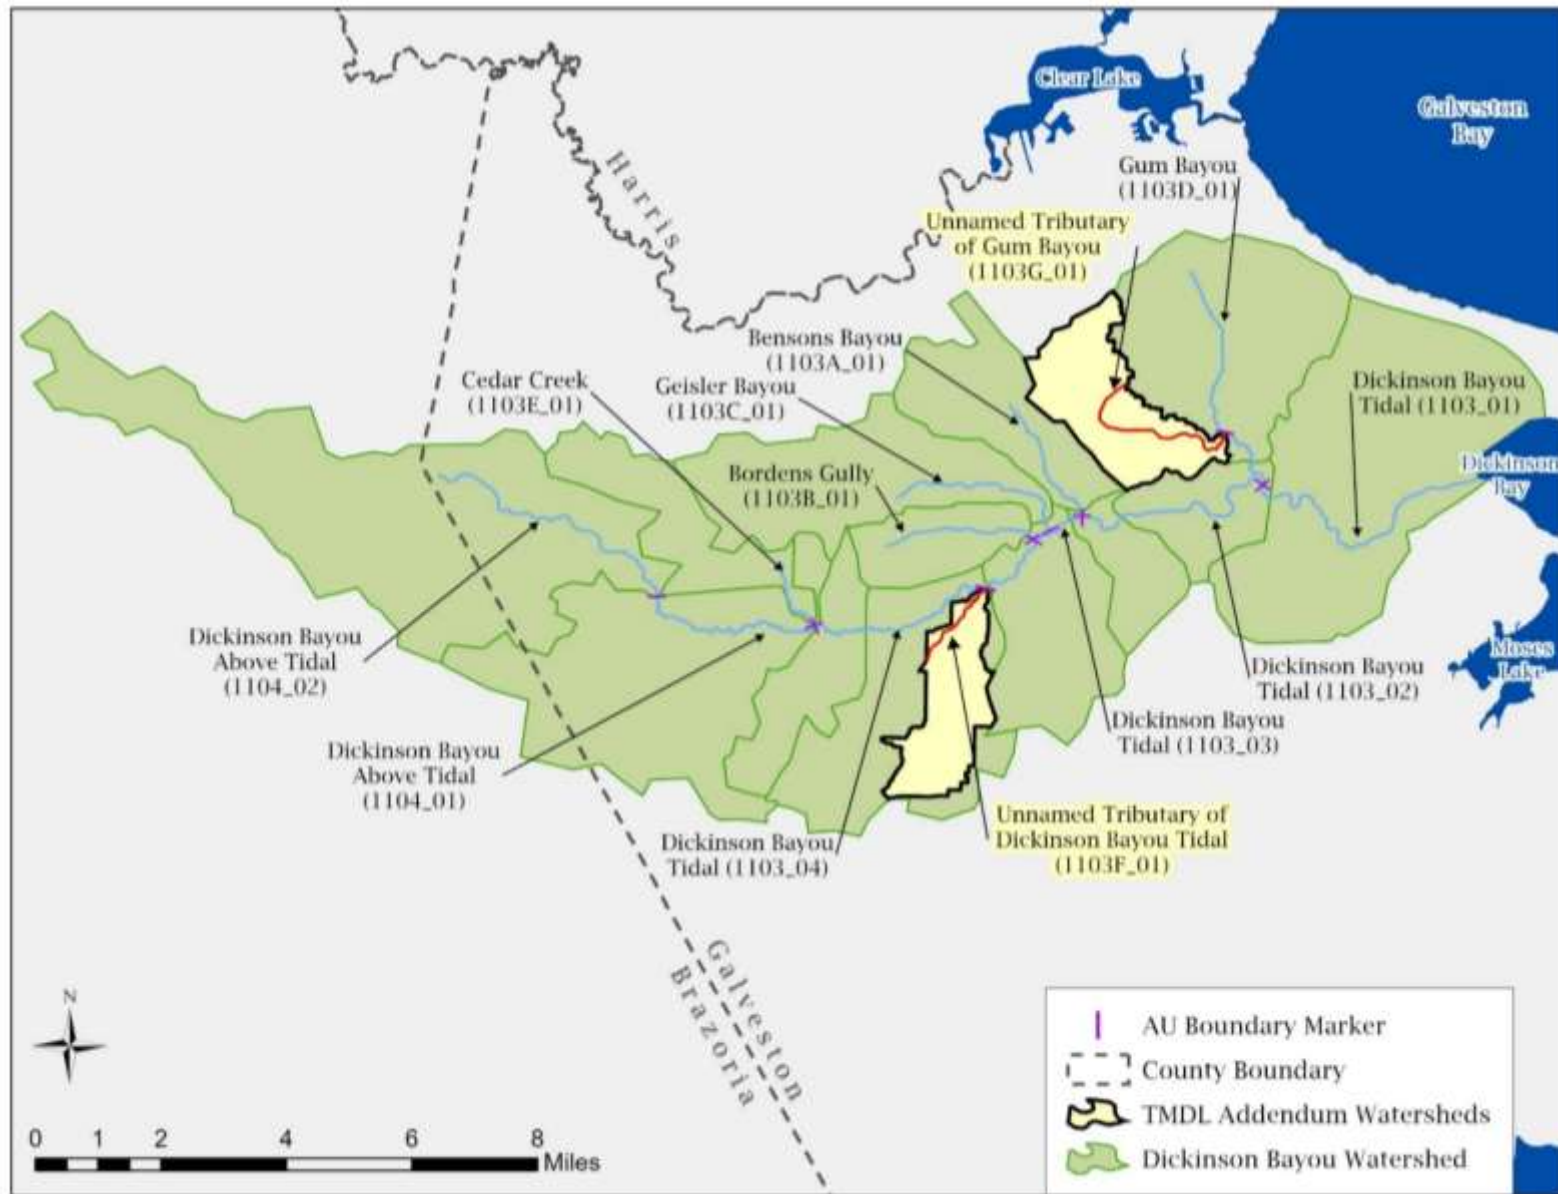 Clear Lake
Galveston
Bay
Harris
Gum Bayou
(1103D_01)
Unnamed Tributary
of Gum Bayou
(1103G_01)
Bensons Bayou
(1103A_01)
Cedar Creek
(1103E_01)
Geisler Bayou
(1103C_01)
Dickinson Bayou
Tidal (1103_01)
Bordens Gully
(1103B_01)
Dickinson
Bay
Dickinson Bayou
Above Tidal
(1104_02)
Moses
Lake
Dickinson Bayou
Tidal (1103_02)
Dickinson Bayou
Tidal (1103_03)
Dickinson Bayou
Above Tidal
(1104_01)
Unnamed Tributary of
Dickinson Bayou Tidal
(1103F_01)
Dickinson Bayou
Tidal (1103_04)
Galveston
Brazoria
N
0 1 2 4 6 8
Miles
AU Boundary Marker
County Boundary
TMDL Addendum Watersheds
Dickinson Bayou Watershed